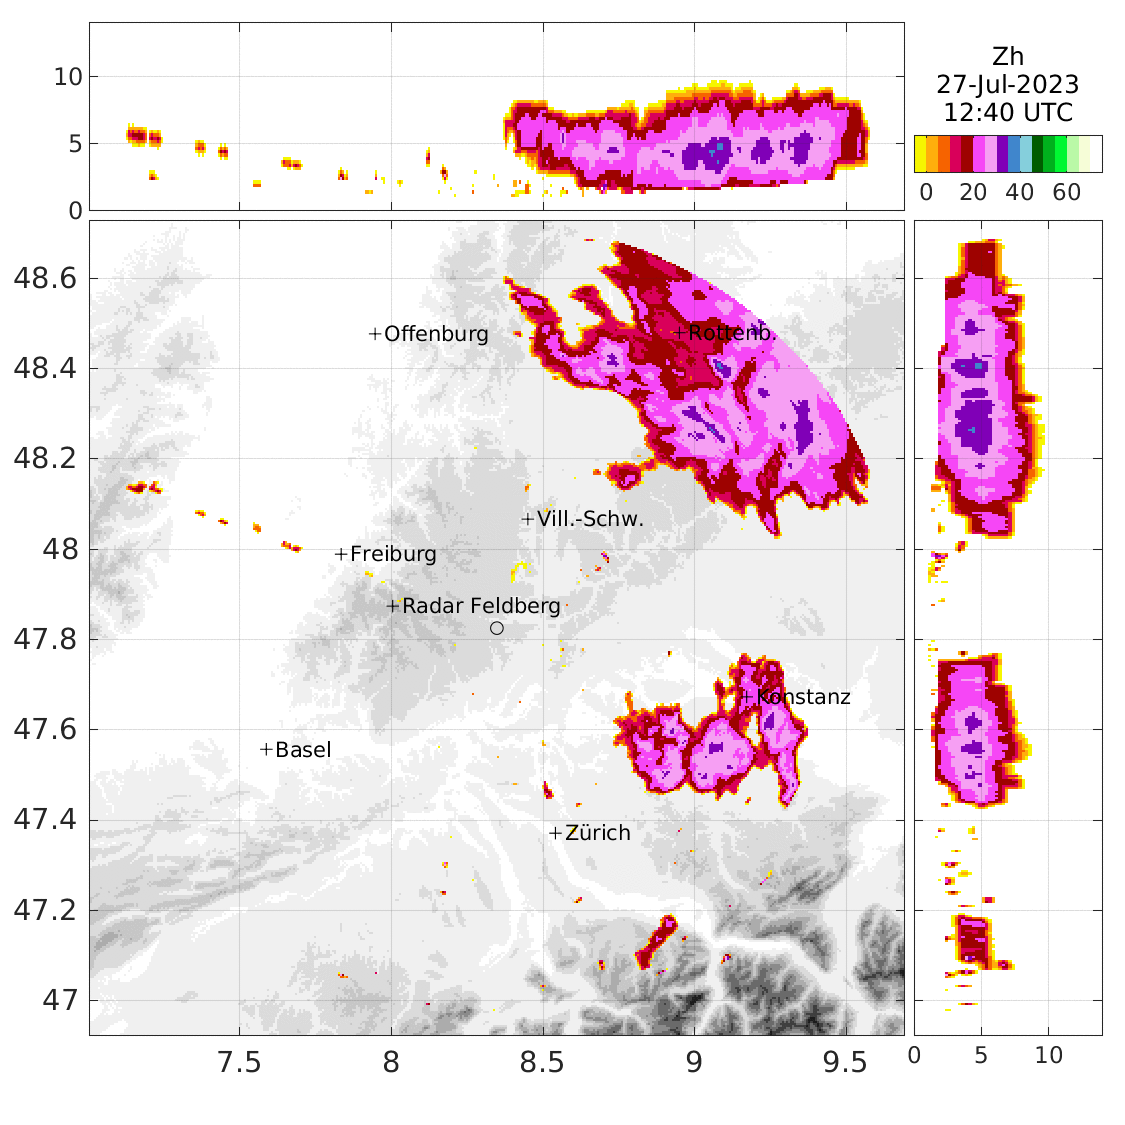 10
5
0
Zh
27-Jul-2023
12:40 UTC
0 20 40 60
48.6
48.4
48.2
48
47.8
47.6
47.4
47.2
47
+Offenburg
+Rottenb.
+Vill.-Schw.
+Freiburg
+Radar Feldberg
+Konstanz
+Basel
+Zürich
7.5 8 8.5 9 9.5
0 5 10